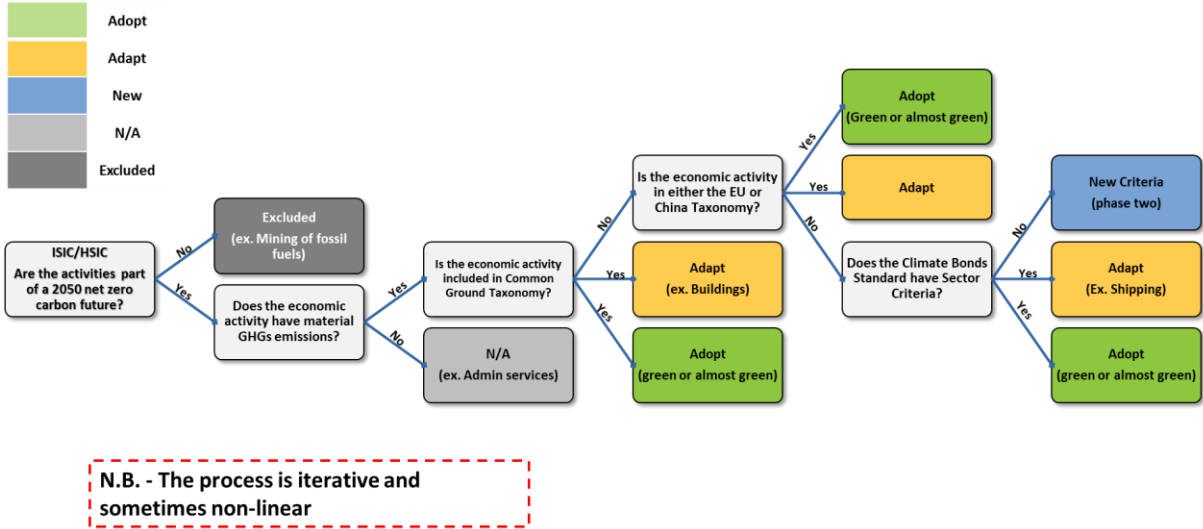 Adopt
Adapt
New
N/A
Excluded
ISIC/HSIC
Are the activities part
of a 2050 net zero
carbon future?
No
Yes
Excluded
(ex. Mining of fossil
fuels)
Does the economic
activity have material
GHGs emissions?
Yes
No
Is the economic activity
included in Common
Ground Taxonomy?
N/A
(ex. Admin services)
No
Yes
Yes
Is the economic activity
in either the EU or
China Taxonomy?
Adapt
(ex. Buildings)
Adopt
(green or almost green)
Yes
Yes
No
Adopt
(Green or almost green)
Adapt
Does the Climate Bonds
Standard have Sector
Criteria?
No
Yes
Yes
New Criteria
(phase two)
Adapt
(Ex. Shipping)
Adopt
(green or almost green)
N.B. - The process is iterative and
sometimes non-linear